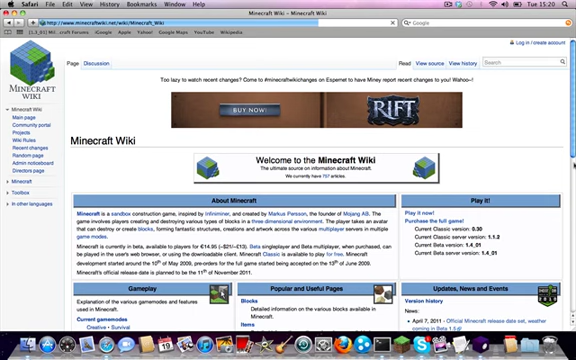 Safari File Edit View History Bookmarks Window Help
Tue 15:20
Minecraft Wiki - Minecraft Wiki
http://www.minecraftwiki.net/wiki/Minecraft_Wiki
Google
[1.3_01] Mi...craft Forums iGoogle Apple Yahoo! Google Maps YouTube Wikipedia
Log in / create account
Page Discussion Read View source View history Search
Too lazy to watch recent changes? Come to #minecraftwikichanges on Espernet to have Miney report recent changes to you! Wahoo~!
BUY NOW!
RIFT
MINECRAFT
WIKI
Minecraft Wiki
Main page
Community portal
Projects
Wiki Rules
Recent changes
Random page
Admin noticeboard
Directors page
Minecraft
Toolbox
In other languages
Minecraft Wiki
Welcome to the Minecraft Wiki
The ultimate source on information about Minecraft.
We currently have 757 articles.
About Minecraft
Minecraft is a sandbox construction game, inspired by Infiniminer, and created by Markus Persson, the founder of Mojang AB. The
game involves players creating and destroying various types of blocks in a three dimensional environment. The player takes an avatar
that can destroy or create blocks, forming fantastic structures, creations and artwork across the various multiplayer servers in multiple
game modes.
Minecraft is currently in beta, available to players for €14.95 (~$21/~£13). Beta singleplayer and Beta multiplayer, when purchased, can
be played in the user's web browser, or using the downloadable client. Minecraft Classic is available to play for free. Minecraft
development started around the 10th of May, 2009, pre-orders for the full game started being accepted on the 13th of June, 2009.
Minecraft's official release date is planned to be the 11th of November 2011.
Play it!
Play it now!
Purchase the full game!
Current Classic version: 0.30
Current Classic server version: 1.1.2
Current Beta version: 1.4_01
Current Beta server version: 1.4_01
Gameplay
Explanation of the various gamemodes and features
used in Minecraft.
Current gamemodes
Creative • Survival
Popular and Useful Pages
Blocks
Detailed information on the various blocks available in
Minecraft.
Items
Updates, News and Events
Version history
April 7, 2011 - Official Minecraft release date set, weather
coming in Beta 1.5
19